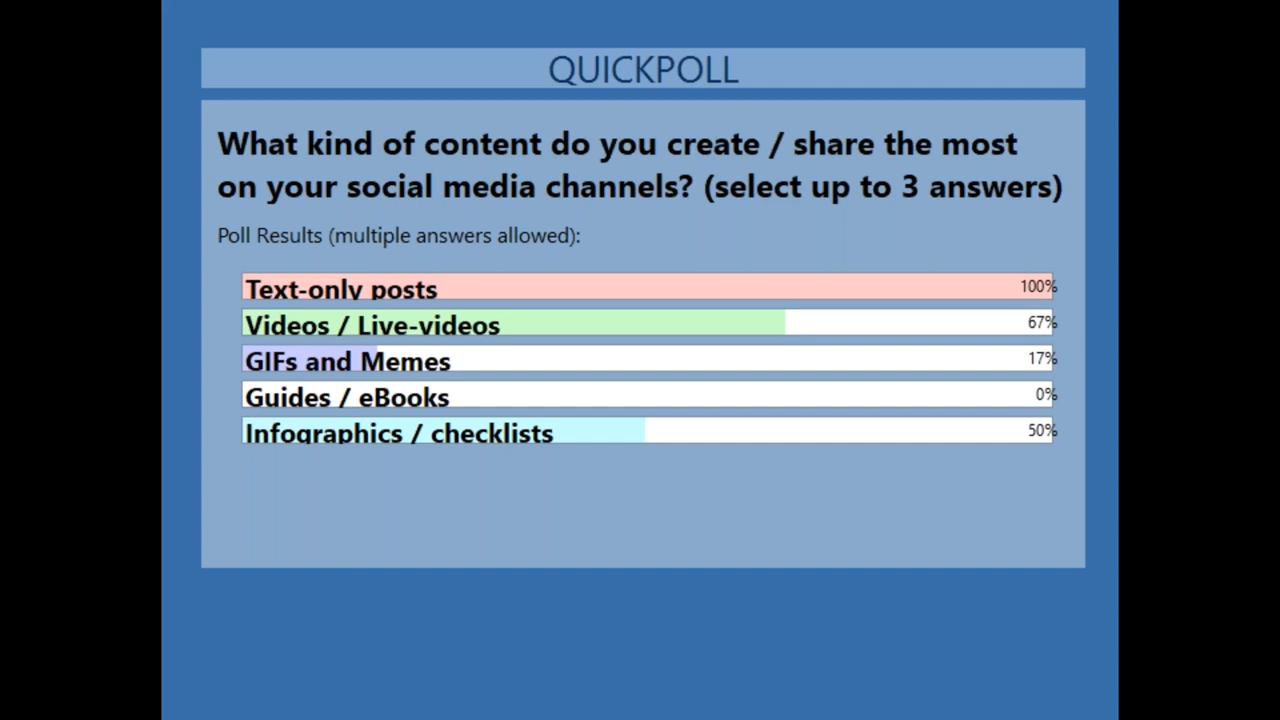 QUICKPOLL
What kind of content do you create / share the most
on your social media channels? (select up to 3 answers)
Poll Results (multiple answers allowed):
Text-only posts 100%
Videos / Live-videos 67%
GIFs and Memes 17%
Guides / eBooks 0%
Infographics / checklists 50%